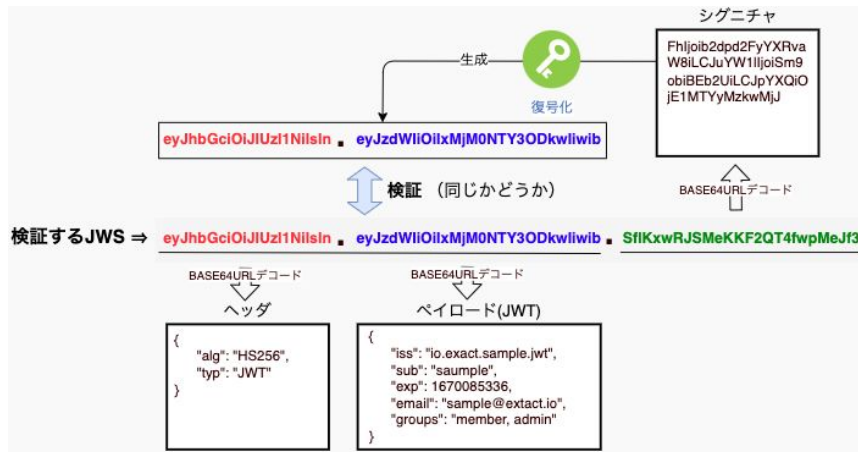 シグニチャ
FhIjoib2dpd2FyYXRva
W8iLCJuYW1lIjoiSm9
obiBEb2UiLCJpYXQiO
jE1MTYyMzkwMjJ
生成
復号化
eyJhbGciOiJIUzI1NiIsIn . eyJzdWIiOiIxMjM0NTY3ODkwIiwib
検証 (同じかどうか)
BASE64URLデコード
検証するJWS ⇒ eyJhbGciOiJIUzI1NiIsIn . eyJzdWIiOiIxMjM0NTY3ODkwIiwib . SflKxwRJSMeKKF2QT4fwpMeJf3
BASE64URLデコード
BASE64URLデコード
ヘッダ
ペイロード(JWT)
{
"alg": "HS256",
"typ": "JWT"
}
{
"iss": "io.exact.sample.jwt",
"sub": "saumple",
"exp": 1670085336,
"email": "sample@extact.io",
"groups": "member, admin"
}